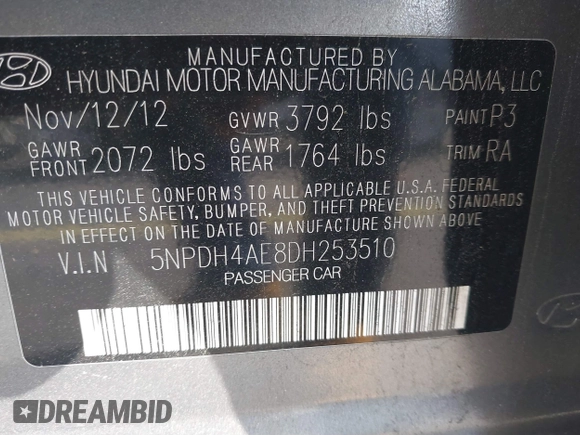 MANUFACTURED BY
HYUNDAI MOTOR MANUFACTURING ALABAMA, LLC
Nov/12/12 GVWR 3792 lbs PAINT P3
GAWR FRONT 2072 lbs GAWR REAR 1764 lbs TRIM RA
THIS VEHICLE CONFORMS TO ALL APPLICABLE U.S.A. FEDERAL
MOTOR VEHICLE SAFETY, BUMPER, AND THEFT PREVENTION STANDARDS
IN EFFECT ON THE DATE OF MANUFACTURE SHOWN ABOVE.
V.I.N 5NPDH4AE8DH253510
PASSENGER CAR
DREAMBID